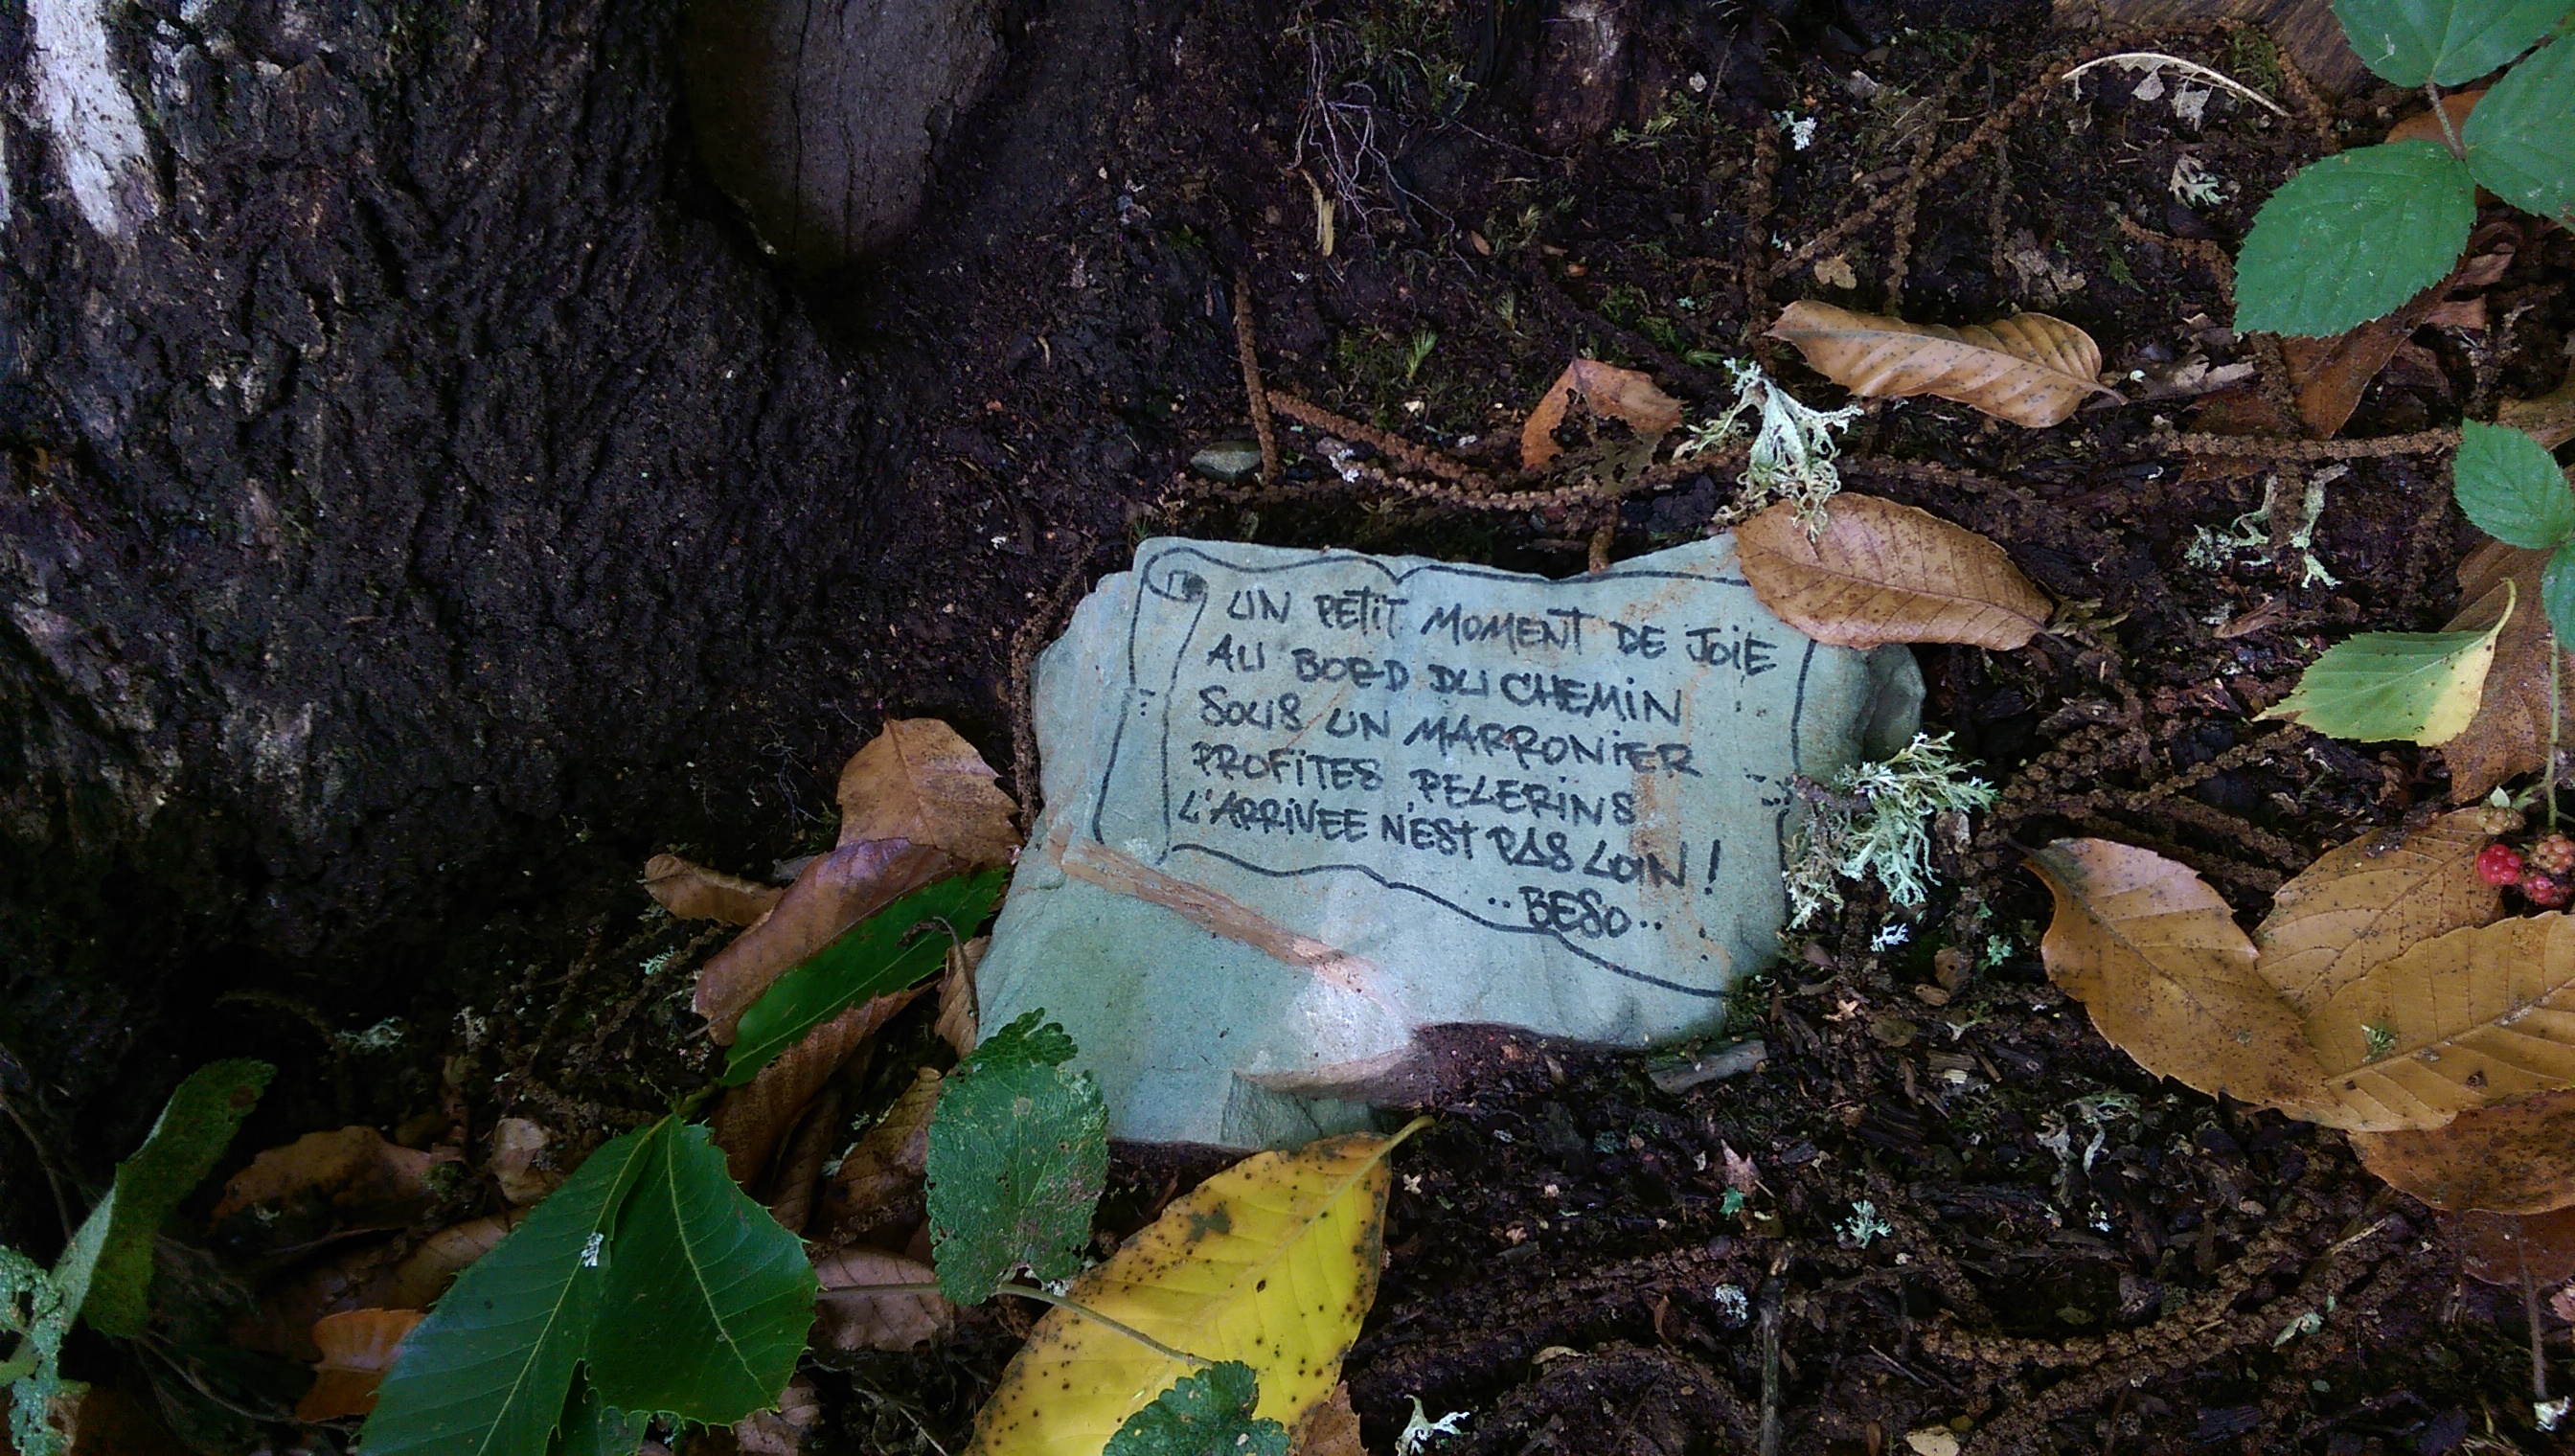 UN PETIT MOMENT DE JOIE
AU BORD DU CHEMIN
SOUS UN MARRONIER
PROFITES PELERINS
L'ARRIVEE N'EST PAS LOIN !
..BESO..